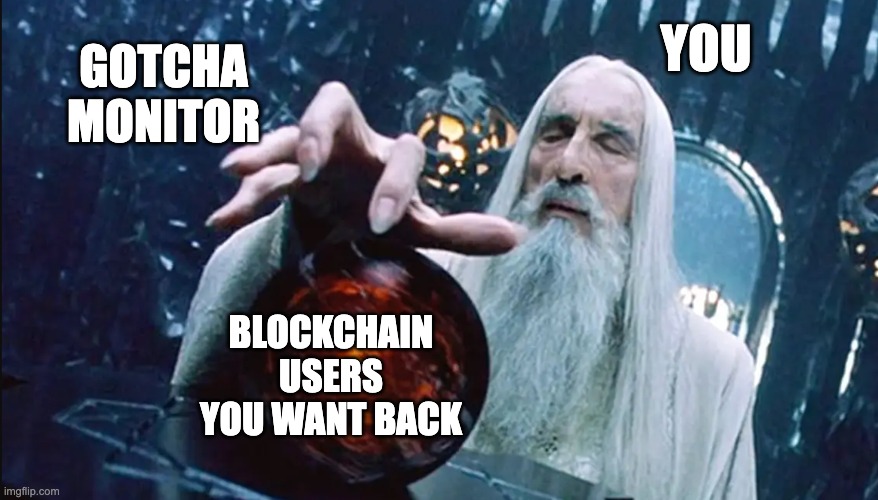 GOTCHA
MONITOR
YOU
BLOCKCHAIN
USERS
YOU WANT BACK
imgflip.com